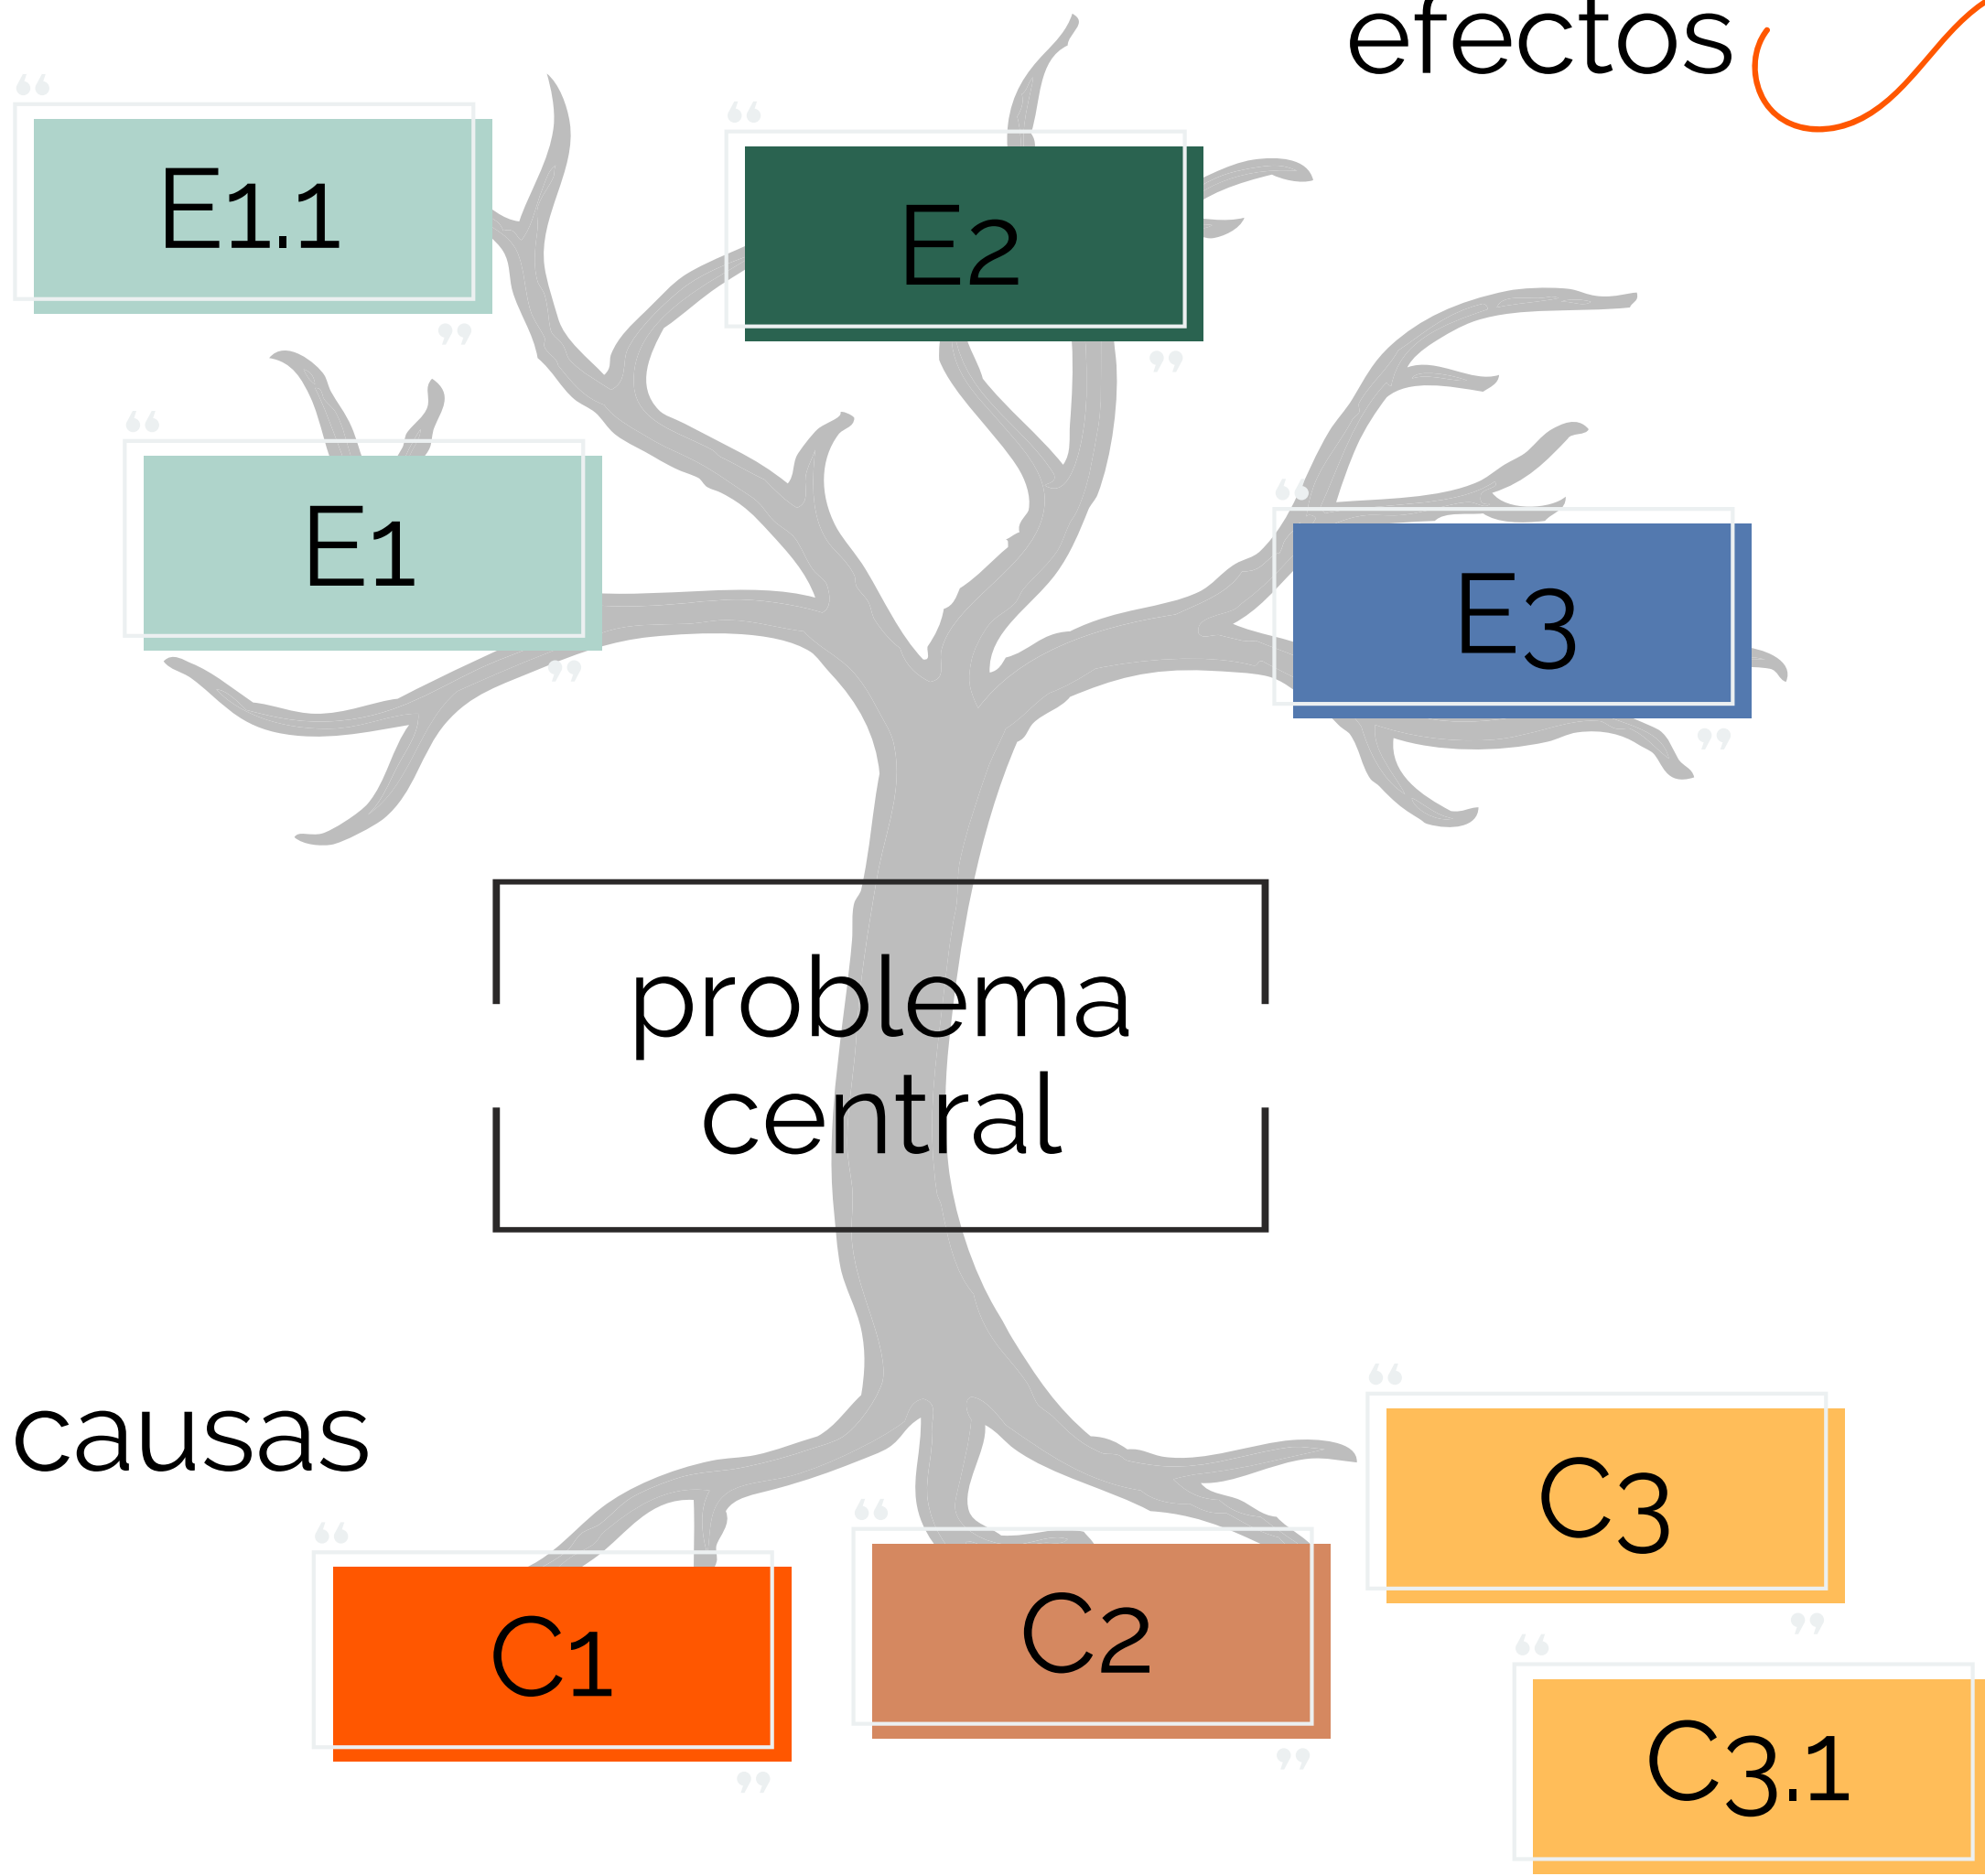 efectos
E1.1
E2
E1
E3
problema
central
causas
C3
C1
C2
C3.1